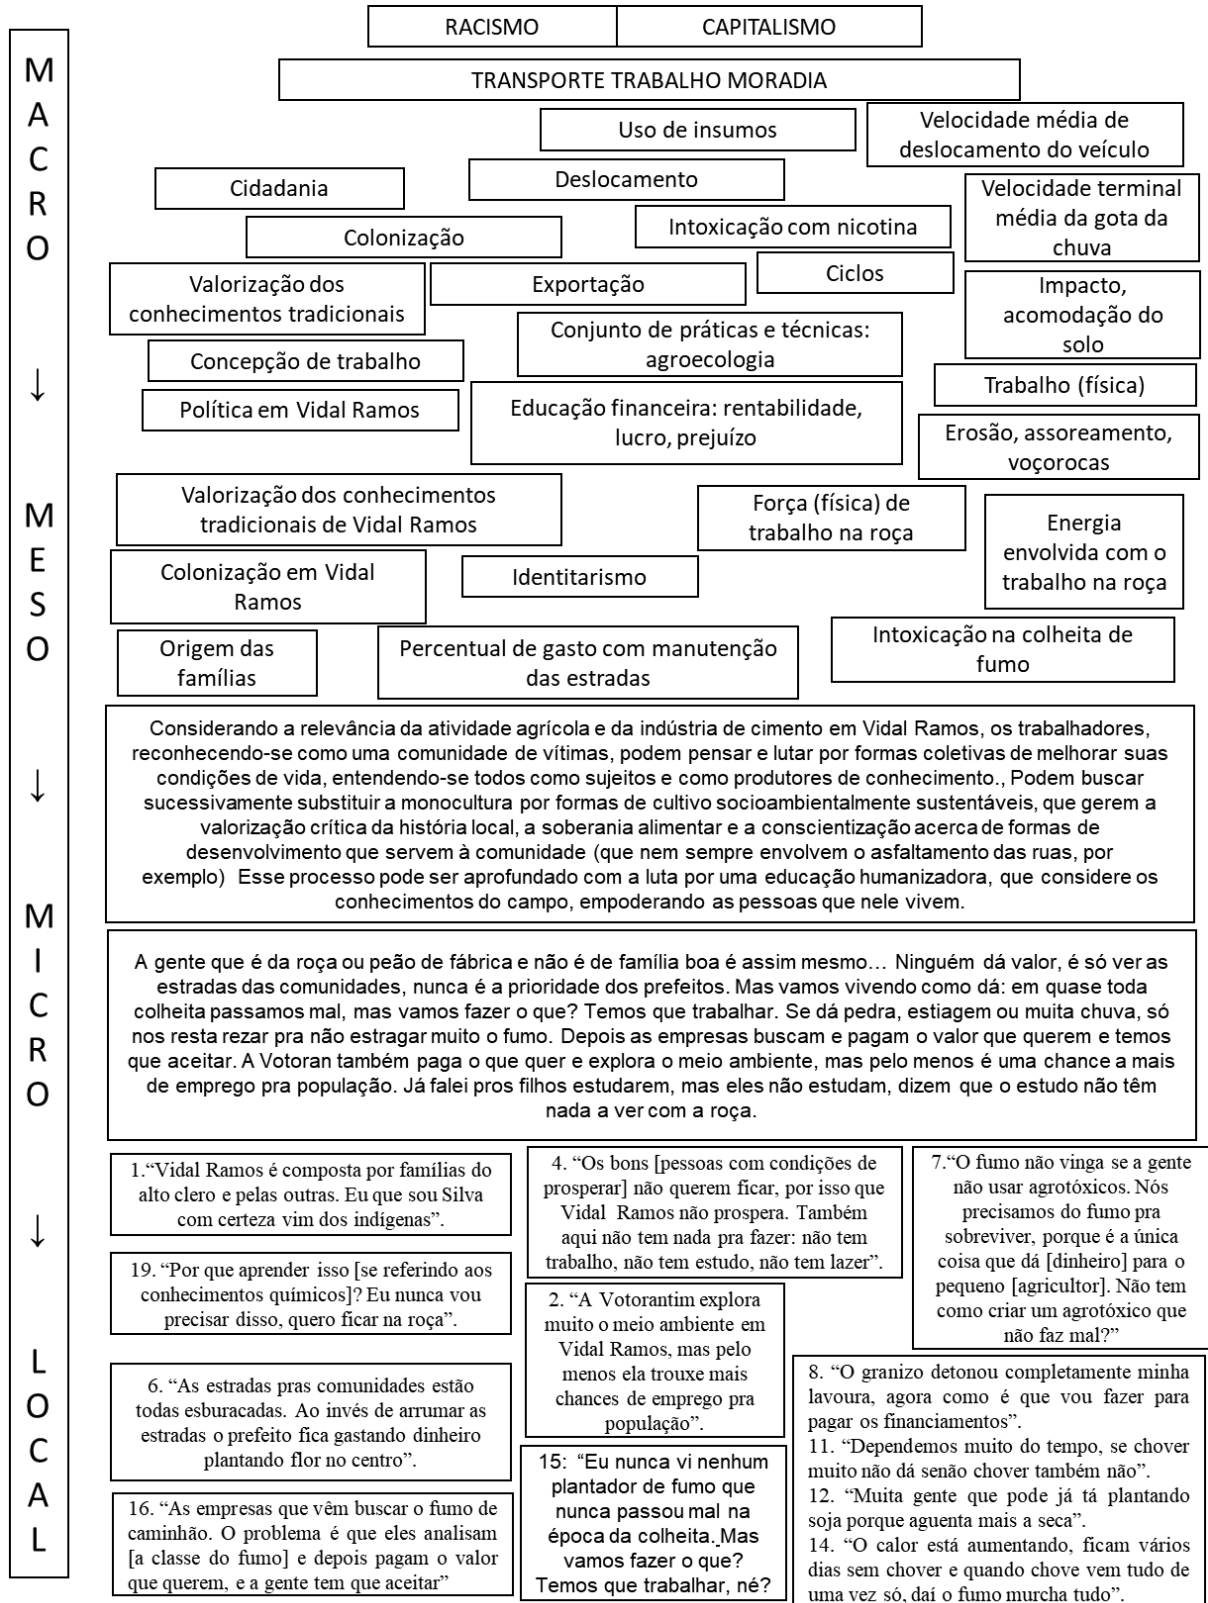 RACISMO
CAPITALISMO
TRANSPORTE TRABALHO MORADIA
Uso de insumos
Velocidade média de
deslocamento do veículo
Cidadania
Deslocamento
Velocidade terminal
média da gota da
chuva
Colonização
Intoxicação com nicotina
Valorização dos
conhecimentos tradicionais
Exportação
Ciclos
Impacto,
acomodação do
solo
Conjunto de práticas e técnicas:
agroecologia
Concepção de trabalho
Trabalho (física)
Política em Vidal Ramos
Educação financeira: rentabilidade,
lucro, prejuízo
Erosão, assoreamento,
voçorocas
MACRO
↓
MESO
↓
MICRO
↓
LOCAL
Valorização dos conhecimentos
tradicionais de Vidal Ramos
Força (física) de
trabalho na roça
Energia
envolvida com o
trabalho na roça
Colonização em Vidal
Ramos
Identitarismo
Origem das
famílias
Percentual de gasto com manutenção
das estradas
Intoxicação na colheita de
fumo
Considerando a relevância da atividade agrícola e da indústria de cimento em Vidal Ramos, os trabalhadores,
reconhecendo-se como uma comunidade de vítimas, podem pensar e lutar por formas coletivas de melhorar suas
condições de vida, entendendo-se todos como sujeitos e como produtores de conhecimento., Podem buscar
sucessivamente substituir a monocultura por formas de cultivo socioambientalmente sustentáveis, que gerem a
valorização crítica da história local, a soberania alimentar e a conscientização acerca de formas de
desenvolvimento que servem à comunidade (que nem sempre envolvem o asfaltamento das ruas, por
exemplo) Esse processo pode ser aprofundado com a luta por uma educação humanizadora, que considere os
conhecimentos do campo, empoderando as pessoas que nele vivem.
A gente que é da roça ou peão de fábrica e não é de família boa é assim mesmo... Ninguém dá valor, é só ver as
estradas das comunidades, nunca é a prioridade dos prefeitos. Mas vamos vivendo como dá: em quase toda
colheita passamos mal, mas vamos fazer o que? Temos que trabalhar. Se dá pedra, estiagem ou muita chuva, só
nos resta rezar pra não estragar muito o fumo. Depois as empresas buscam e pagam o valor que querem e temos
que aceitar. A Votoran também paga o que quer e explora o meio ambiente, mas pelo menos é uma chance a mais
de emprego pra população. Já falei pros filhos estudarem, mas eles não estudam, dizem que o estudo não têm
nada a ver com a roça.
1.“Vidal Ramos é composta por famílias do
alto clero e pelas outras. Eu que sou Silva
com certeza vim dos indígenas”.
19. “Por que aprender isso [se referindo aos
conhecimentos químicos]? Eu nunca vou
precisar disso, quero ficar na roça”.
6. “As estradas pras comunidades estão
todas esburacadas. Ao invés de arrumar as
estradas o prefeito fica gastando dinheiro
plantando flor no centro”.
16. “As empresas que vêm buscar o fumo de
caminhão. O problema é que eles analisam
[a classe do fumo] e depois pagam o valor
que querem, e a gente tem que aceitar”
4. “Os bons [pessoas com condições de
prosperar] não querem ficar, por isso que
Vidal Ramos não prospera. Também
aqui não tem nada pra fazer: não tem
trabalho, não tem estudo, não tem lazer”.
2. “A Votorantim explora
muito o meio ambiente em
Vidal Ramos, mas pelo
menos ela trouxe mais
chances de emprego pra
população”.
15: “Eu nunca vi nenhum
plantador de fumo que
nunca passou mal na
época da colheita. Mas
vamos fazer o que?
Temos que trabalhar, né?
7.“O fumo não vinga se a gente
não usar agrotóxicos. Nós
precisamos do fumo pra
sobreviver, porque é a única
coisa que dá [dinheiro] para o
pequeno [agricultor]. Não tem
como criar um agrotóxico que
não faz mal?”
8. “O granizo detonou completamente minha
lavoura, agora como é que vou fazer para
pagar os financiamentos”.
11. “Dependemos muito do tempo, se chover
muito não dá senão chover também não”.
12. “Muita gente que pode já tá plantando
soja porque aguenta mais a seca”.
14. “O calor está aumentando, ficam vários
dias sem chover e quando chove vem tudo de
uma vez só, daí o fumo murcha tudo”.